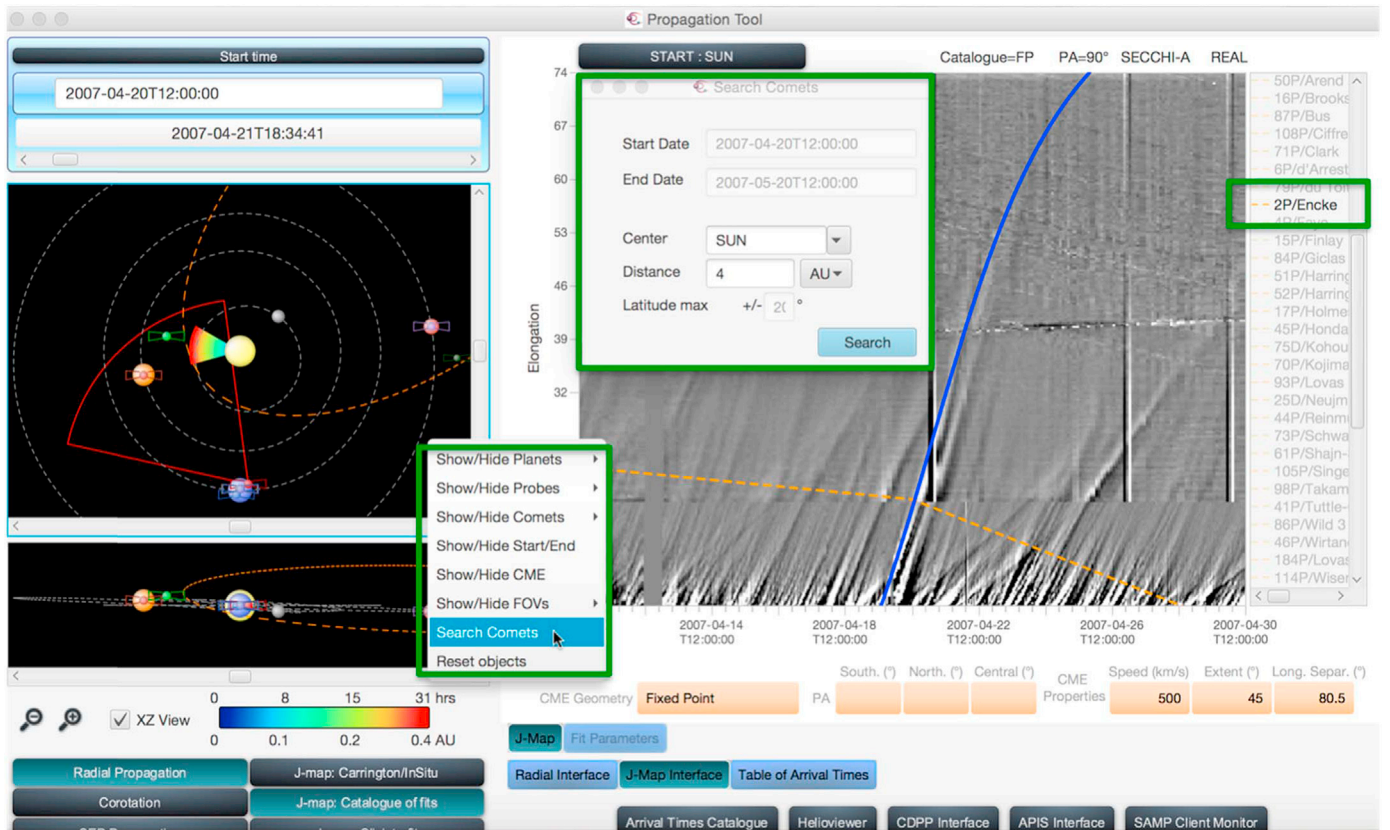 Propagation Tool
Start time
2007-04-20T12:00:00
2007-04-21T18:34:41
START : SUN
Catalogue=FP PA=90° SECCHI-A REAL
Search Comets
Start Date 2007-04-20T12:00:00
End Date 2007-05-20T12:00:00
Center SUN
Distance 4 AU
Latitude max +/- °
Search
Elongation
74
67
60
53
46
39
32
50P/Arend
16P/Brooks
87P/Bus
108P/Ciffre
71P/Clark
6P/d'Arrest
79P/du Toit
2P/Encke
4P/Faye
15P/Finlay
84P/Giclas
51P/Harring
52P/Harring
17P/Holme
45P/Honda
75D/Kohou
70P/Kojima
93P/Lovas
25D/Neujm
44P/Reinm
73P/Schwa
61P/Shajn-
105P/Singe
98P/Takam
41P/Tuttle-
86P/Wild 3
46P/Wirtan
184P/Lovas
114P/Wiser
Show/Hide Planets
Show/Hide Probes
Show/Hide Comets
Show/Hide Start/End
Show/Hide CME
Show/Hide FOVs
Search Comets
Reset objects
2007-04-14 2007-04-18 2007-04-22 2007-04-26 2007-04-30
T12:00:00 T12:00:00 T12:00:00 T12:00:00 T12:00:00
South. (°) North. (°) Central (°) CME Properties Speed (km/s) Extent (°) Long. Separ. (°)
CME Geometry Fixed Point PA 500 45 80.5
XZ View
0 8 15 31 hrs
0 0.1 0.2 0.4 AU
J-Map Fit Parameters
Radial Interface J-Map Interface Table of Arrival Times
Radial Propagation J-map: Carrington/InSitu
Corotation J-map: Catalogue of fits
Arrival Times Catalogue Helioviewer CDPP Interface APIS Interface SAMP Client Monitor